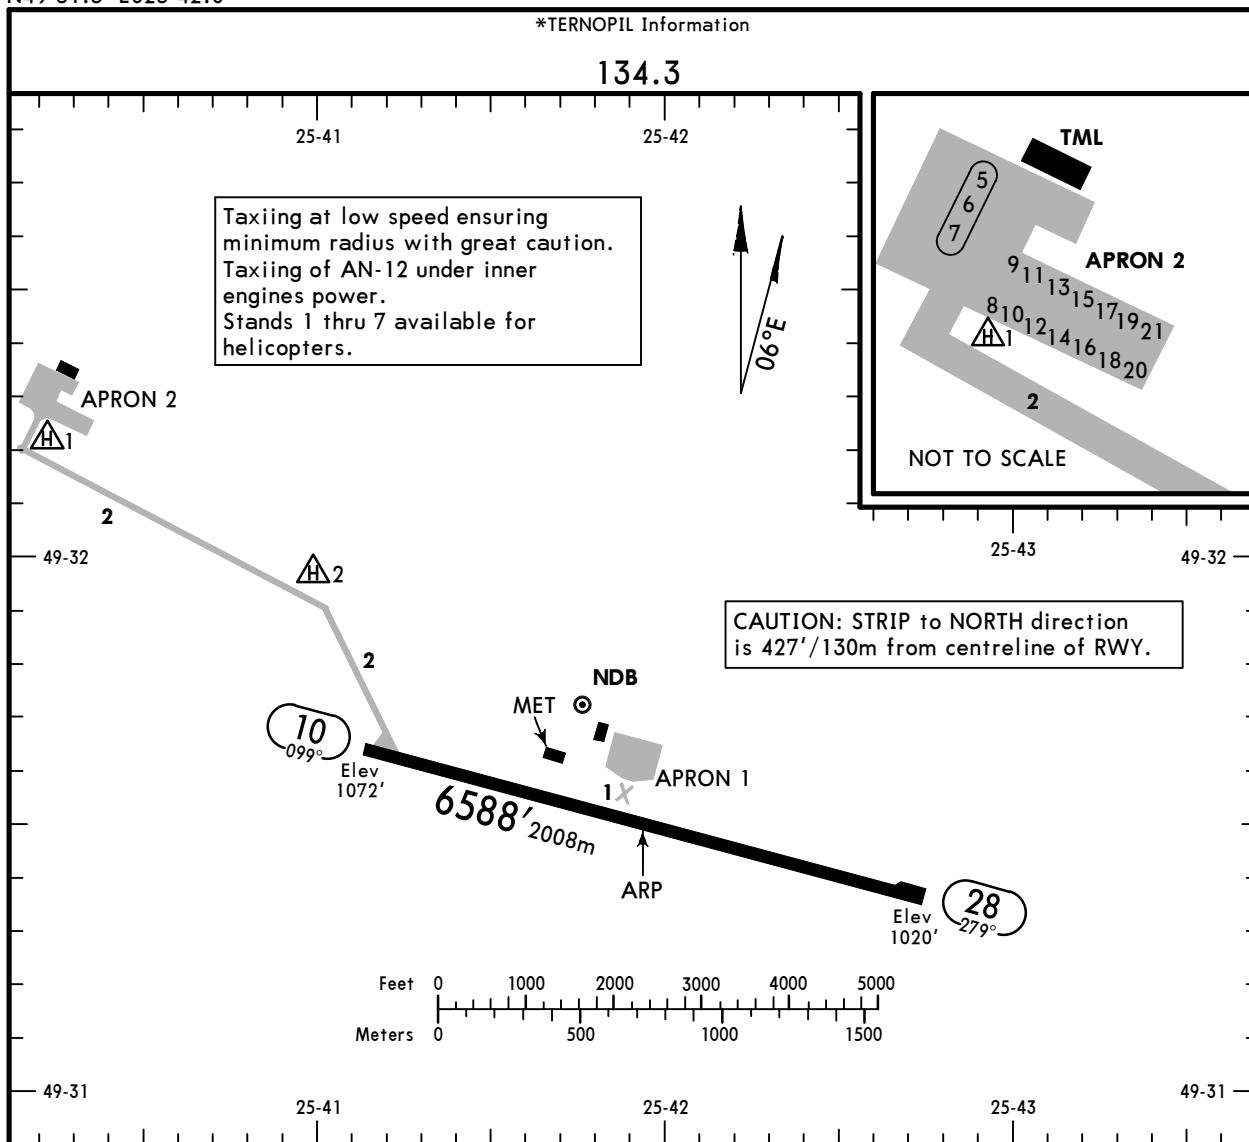 *TERNOPIL Information
134.3
25-41
25-42
Taxiing at low speed ensuring
minimum radius with great caution.
Taxiing of AN-12 under inner
engines power.
Stands 1 thru 7 available for
helicopters.
06°E
TML
5
6
7
APRON 2
9 11 13 15 17 19 21
8 10 12 14 16 18 20
H 1
2
NOT TO SCALE
APRON 2
H 1
2
49-32
25-43
49-32
H 2
CAUTION: STRIP to NORTH direction
is 427'/130m from centreline of RWY.
2
NDB
MET
10
099°
Elev
1072'
APRON 1
1
6588' 2008m
ARP
28
279°
Elev
1020'
Feet 0 1000 2000 3000 4000 5000
Meters 0 500 1000 1500
49-31
49-31
25-41
25-42
25-43